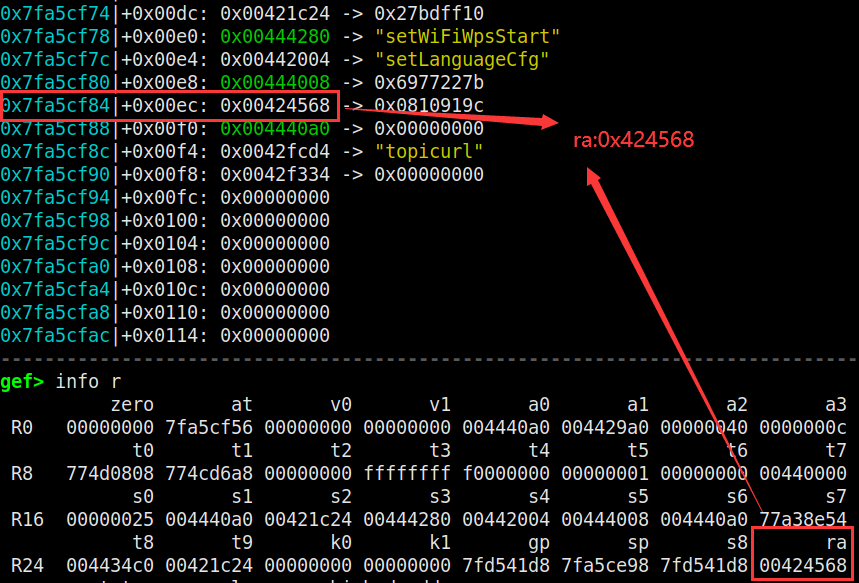 0x7fa5cf74|+0x00dc: 0x00421c24 -> 0x27bdff10
0x7fa5cf78|+0x00e0: 0x00444280 -> "setWiFiWpsStart"
0x7fa5cf7c|+0x00e4: 0x00442004 -> "setLanguageCfg"
0x7fa5cf80|+0x00e8: 0x00444008 -> 0x6977227b
0x7fa5cf84|+0x00ec: 0x00424568 -> 0x0810919c
0x7fa5cf88|+0x00f0: 0x004440a0 -> 0x00000000
ra:0x424568
0x7fa5cf8c|+0x00f4: 0x0042fcd4 -> "topicurl"
0x7fa5cf90|+0x00f8: 0x0042f334 -> 0x00000000
0x7fa5cf94|+0x00fc: 0x00000000
0x7fa5cf98|+0x0100: 0x00000000
0x7fa5cf9c|+0x0104: 0x00000000
0x7fa5cfa0|+0x0108: 0x00000000
0x7fa5cfa4|+0x010c: 0x00000000
0x7fa5cfa8|+0x0110: 0x00000000
0x7fa5cfac|+0x0114: 0x00000000
gef> info r
zero at v0 v1 a0 a1 a2 a3
R0 00000000 7fa5cf56 00000000 00000000 004440a0 004429a0 00000040 0000000c
t0 t1 t2 t3 t4 t5 t6 t7
R8 774d0808 774cd6a8 00000000 ffffffff f0000000 00000001 00000000 00440000
s0 s1 s2 s3 s4 s5 s6 s7
R16 00000025 004440a0 00421c24 00444280 00442004 00444008 004440a0 77a38e54
t8 t9 k0 k1 gp sp s8 ra
R24 004434c0 00421c24 00000000 00000000 7fd541d8 7fa5ce98 7fd541d8 00424568